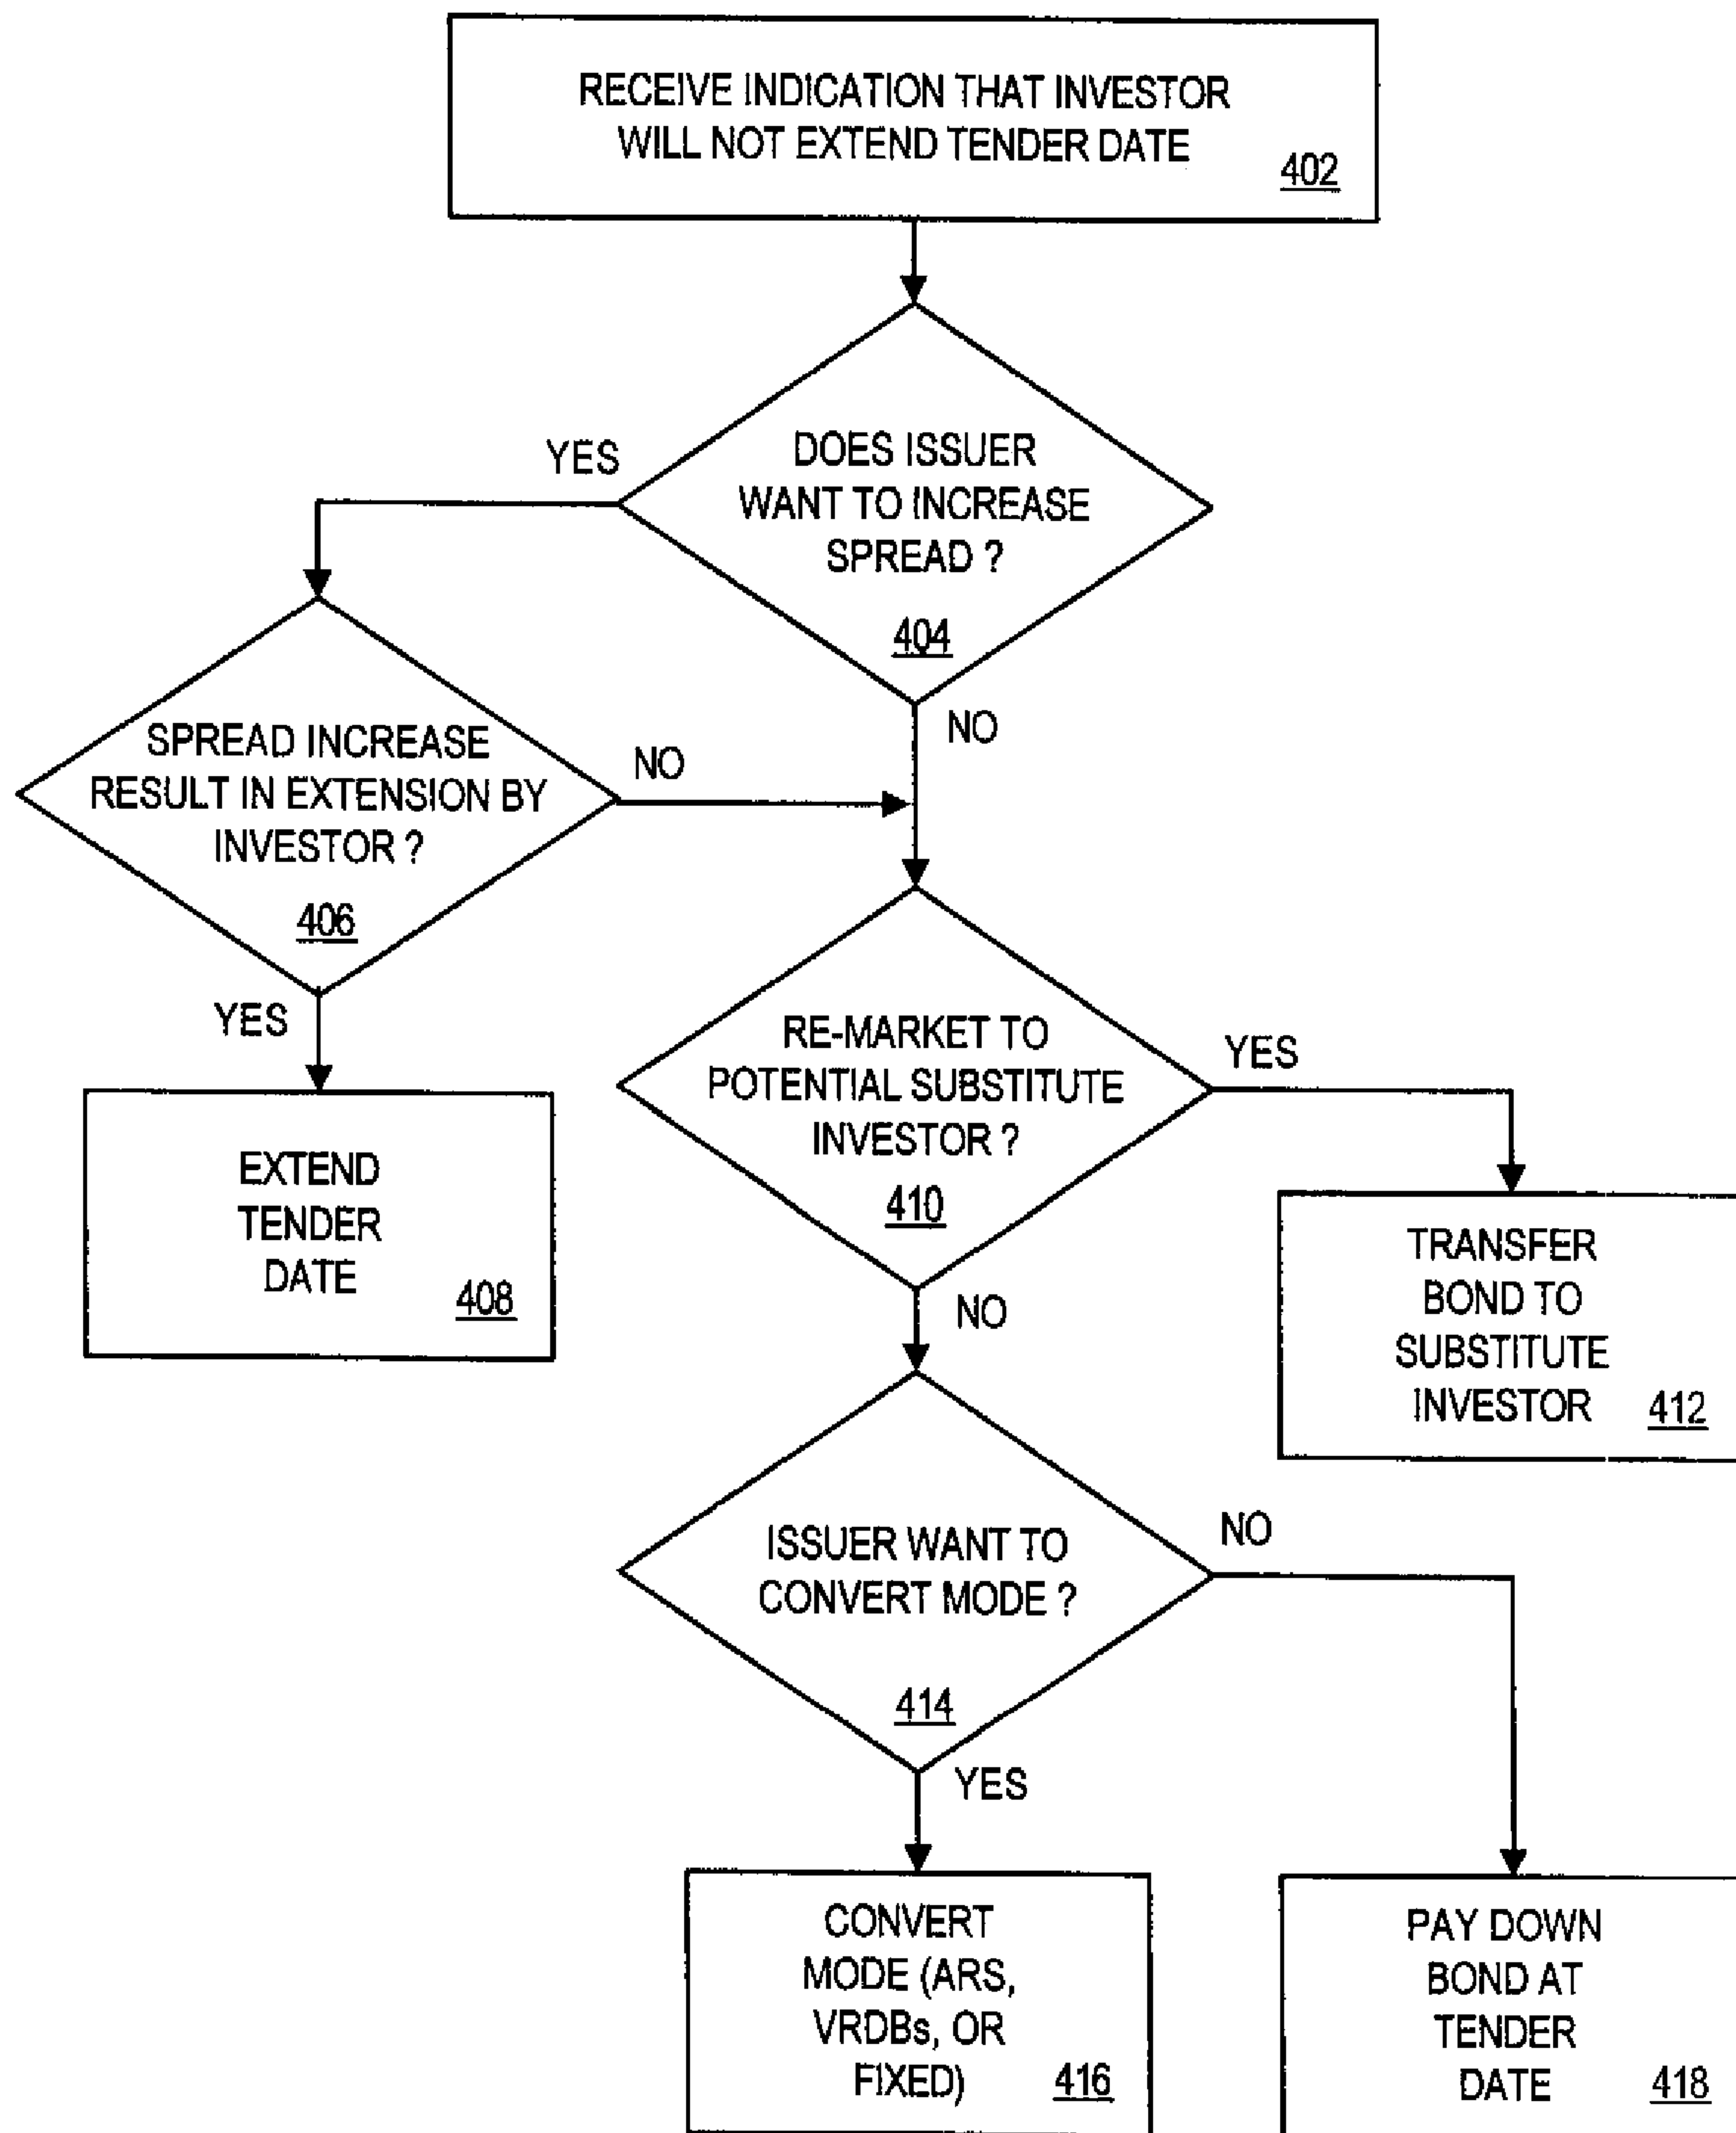 RECEIVE INDICATION THAT INVESTOR
WILL NOT EXTEND TENDER DATE
402
YES
DOES ISSUER
WANT TO INCREASE
SPREAD ?
404
NO
SPREAD INCREASE
RESULT IN EXTENSION BY
INVESTOR ?
406
NO
YES
EXTEND
TENDER
DATE
408
RE-MARKET TO
POTENTIAL SUBSTITUTE
INVESTOR ?
410
YES
NO
TRANSFER
BOND TO
SUBSTITUTE
INVESTOR
412
ISSUER WANT TO
CONVERT MODE ?
414
NO
YES
CONVERT
MODE (ARS,
VRDBs, OR
FIXED)
416
PAY DOWN
BOND AT
TENDER
DATE
418